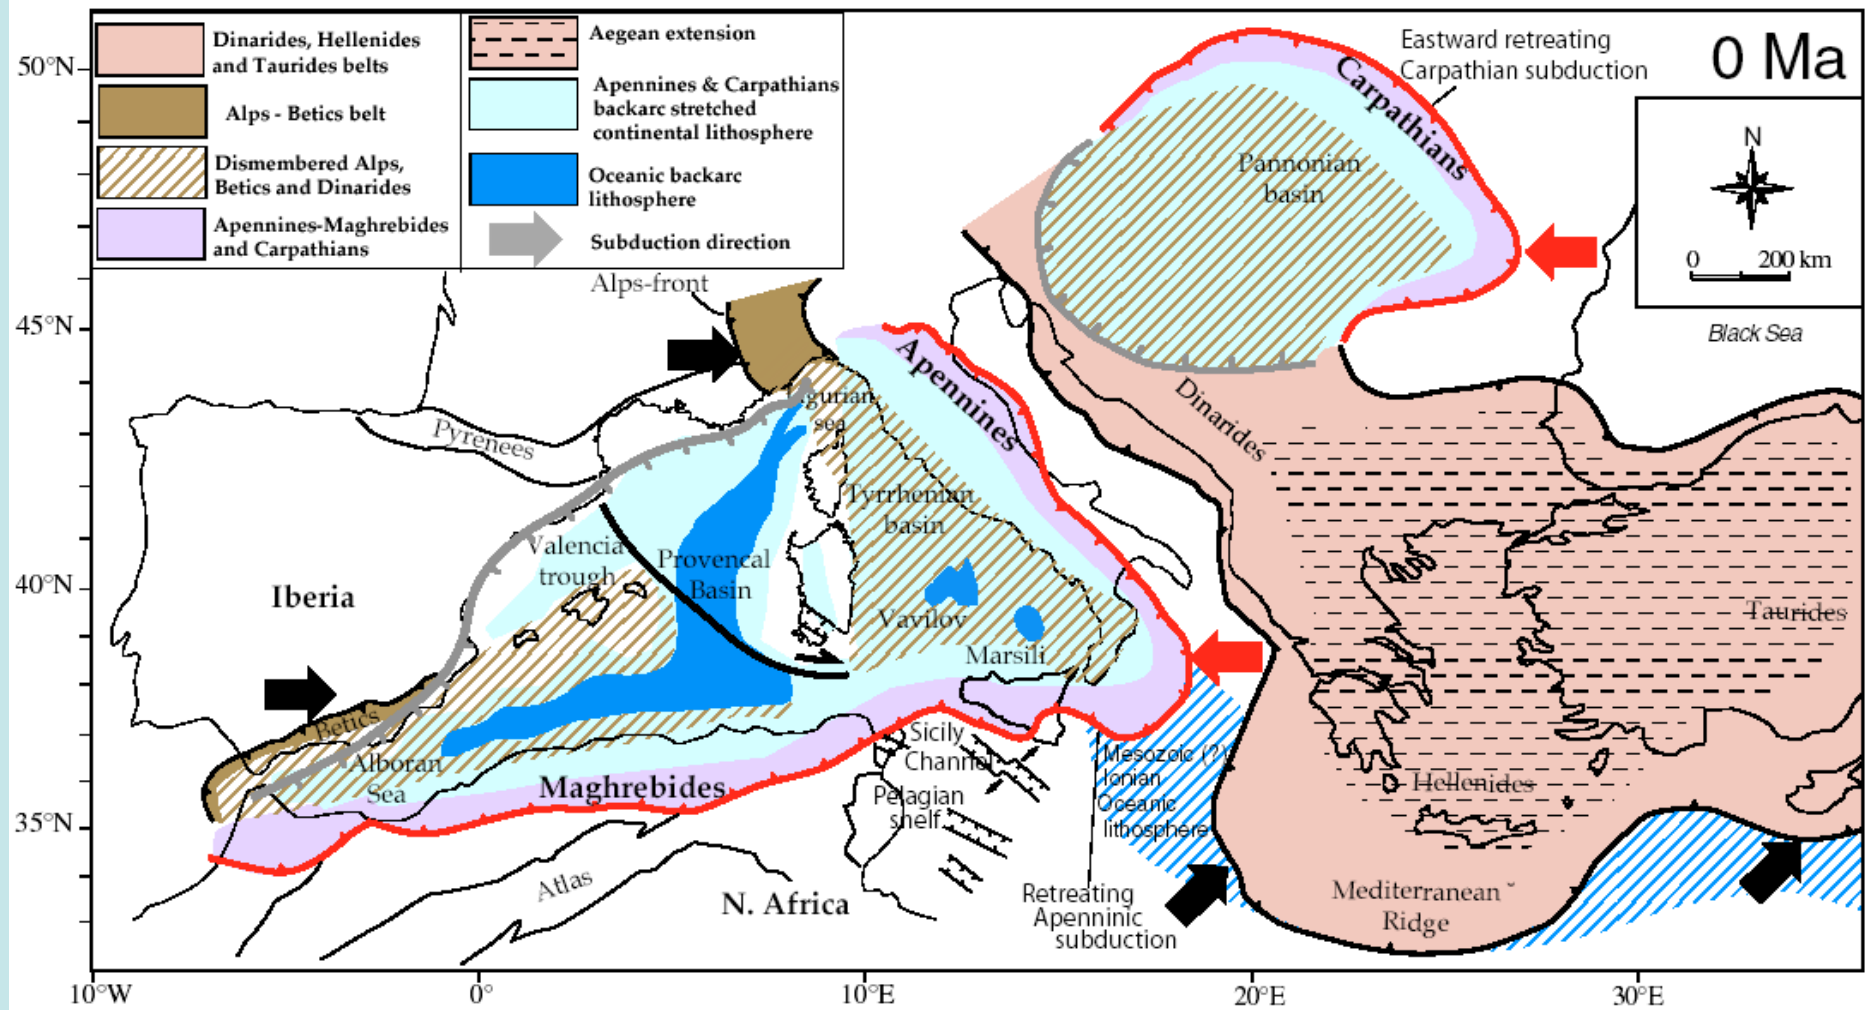 Dinarides, Hellenides
and Taurides belts
Alps - Betics belt
Dismembered Alps,
Betics and Dinarides
Apennines-Maghrebides
and Carpathians
Aegean extension
Apennines & Carpathians
backarc stretched
continental lithosphere
Oceanic backarc
lithosphere
Subduction direction
Eastward retreating
Carpathian subduction
0 Ma
N
0 200 km
Black Sea
Carpathians
Pannonian
basin
Alps-front
Apennines
Dinarides
Ligurian
sea
Pyrenees
Tyrrhenian
basin
Valencia
trough
Provencal
Basin
Iberia
Vavilov
Marsili
Taurides
Betics
Alboran
Sea
Maghrebides
Sicily
Channel
Pelagian
shelf
Mesozoic (?)
Ionian
Oceanic
lithosphere
Hellenides
Atlas
N. Africa
Retreating
Apenninic
subduction
Mediterranean
Ridge
50°N
45°N
40°N
35°N
10°W
0°
10°E
20°E
30°E